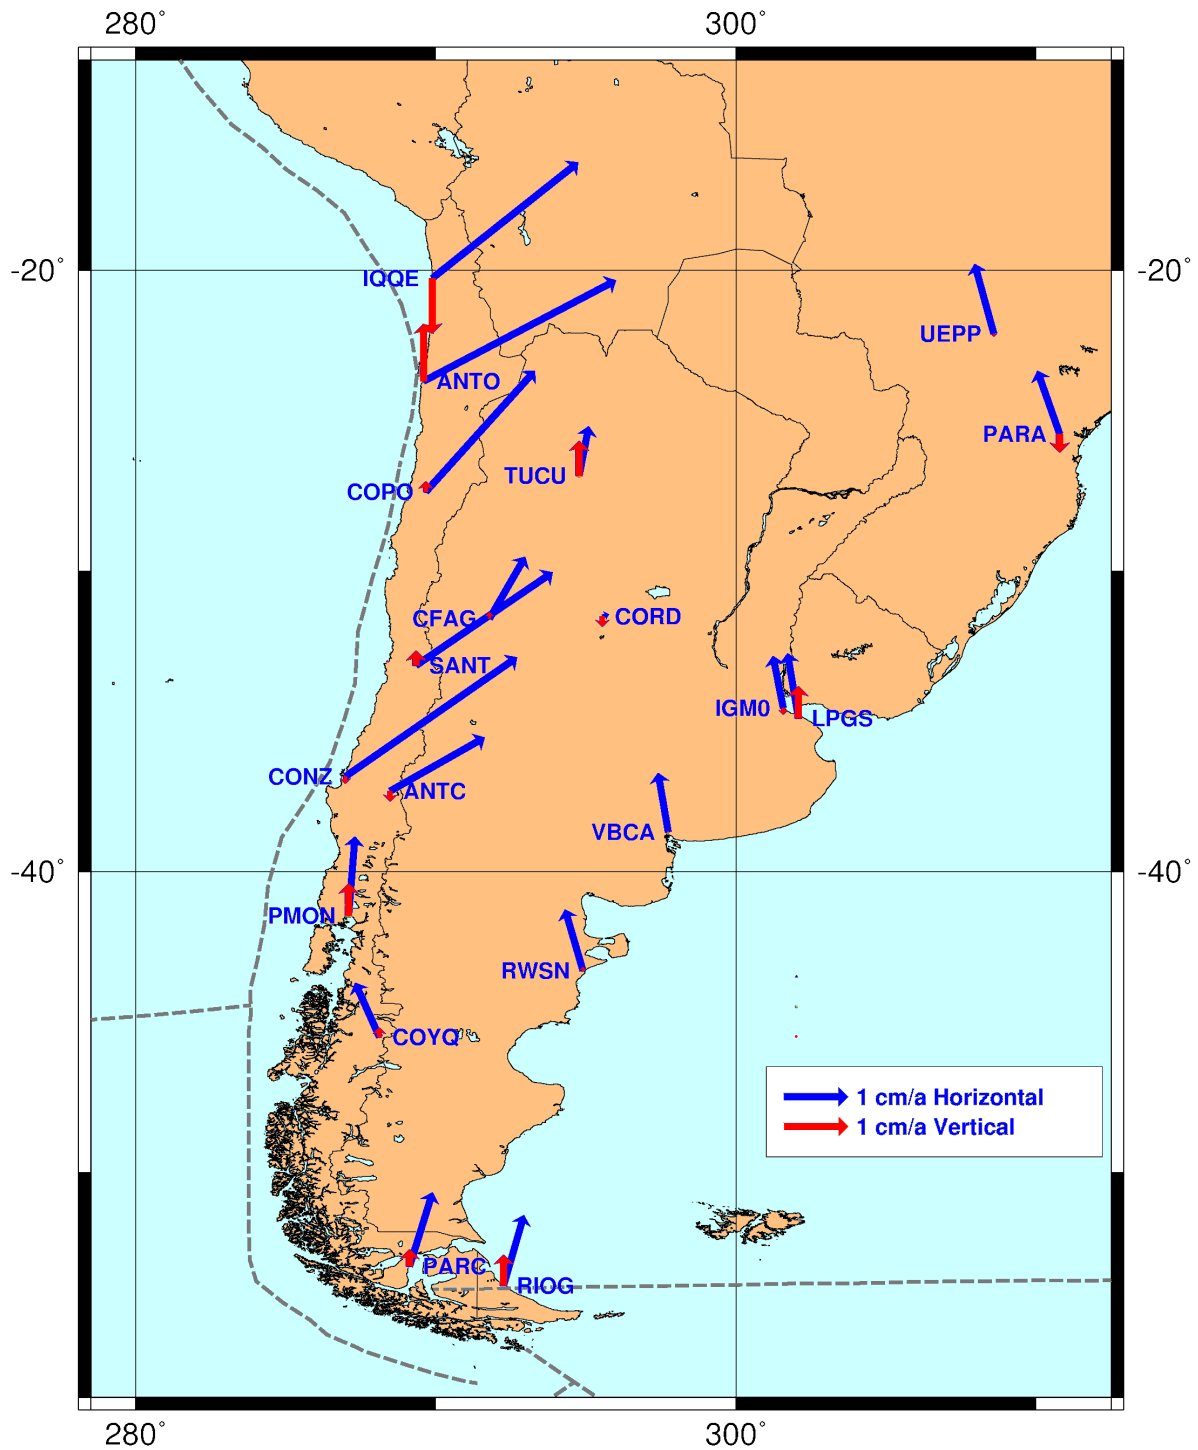 280° 300°
-20° -20°
IQQE
UEPP
ANTO
PARA
TUCU
COPO
CFAG
CORD
SANT
IGM0
LPGS
CONZ
ANTC
VBCA
-40° -40°
PMON
RWSN
COYQ
1 cm/a Horizontal
1 cm/a Vertical
PARC
RIOG
280° 300°